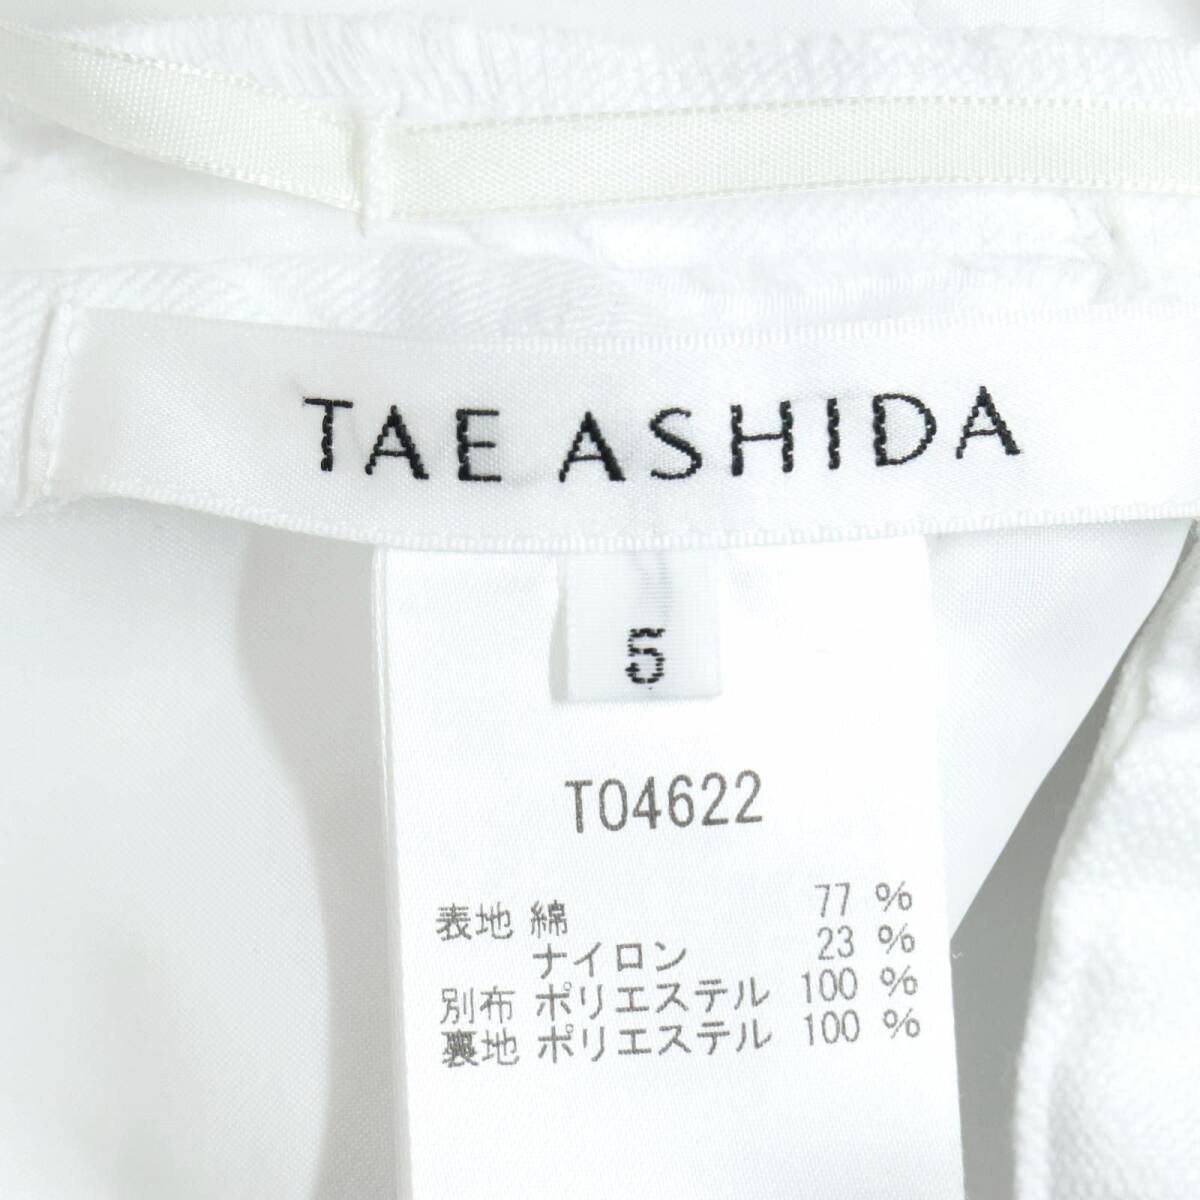 TAE ASHIDA
5
T04622
表地 綿 77 %
ナイロン 23 %
別布 ポリエステル 100 %
裏地 ポリエステル 100 %